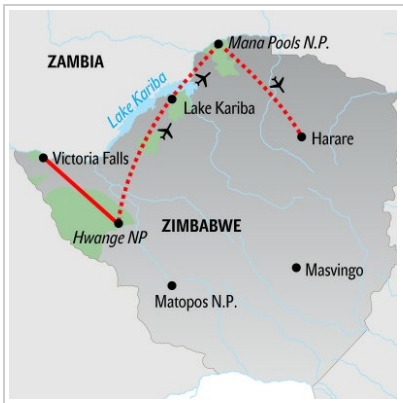 Mana Pools N.P.
ZAMBIA
Lake Kariba
Lake Kariba
Harare
Victoria Falls
Hwange NP
ZIMBABWE
Masvingo
Matopos N.P.